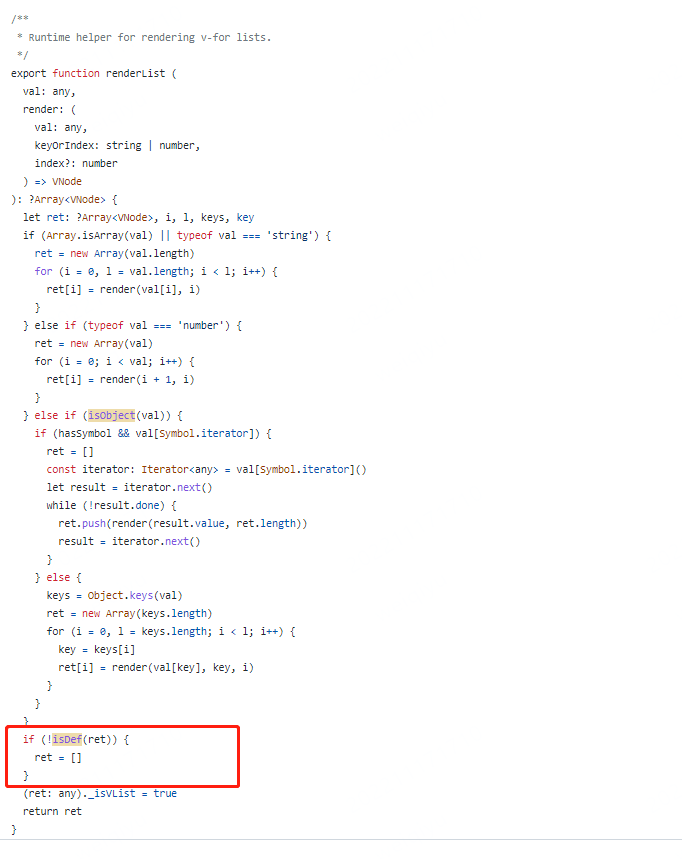 /**
 * Runtime helper for rendering v-for lists.
 */
export function renderList (
  val: any,
  render: (
    val: any,
    keyOrIndex: string | number,
    index?: number
  ) => VNode
): ?Array<VNode> {
  let ret: ?Array<VNode>, i, l, keys, key
  if (Array.isArray(val) || typeof val === 'string') {
    ret = new Array(val.length)
    for (i = 0, l = val.length; i < l; i++) {
      ret[i] = render(val[i], i)
    }
  } else if (typeof val === 'number') {
    ret = new Array(val)
    for (i = 0; i < val; i++) {
      ret[i] = render(i + 1, i)
    }
  } else if (isObject(val)) {
    if (hasSymbol && val[Symbol.iterator]) {
      ret = []
      const iterator: Iterator<any> = val[Symbol.iterator]()
      let result = iterator.next()
      while (!result.done) {
        ret.push(render(result.value, ret.length))
        result = iterator.next()
      }
    } else {
      keys = Object.keys(val)
      ret = new Array(keys.length)
      for (i = 0, l = keys.length; i < l; i++) {
        key = keys[i]
        ret[i] = render(val[key], key, i)
      }
    }
  }
  if (!isDef(ret)) {
    ret = []
  }
  (ret: any)._isVList = true
  return ret
}